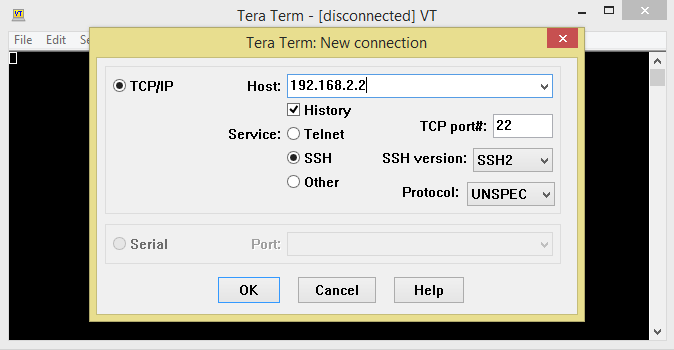 VT Tera Term - [disconnected] VT
File Edit Se
Tera Term: New connection
TCP/IP Host: 192.168.2.2
History
Service: Telnet TCP port#: 22
SSH SSH version: SSH2
Other Protocol: UNSPEC
Serial Port:
OK Cancel Help